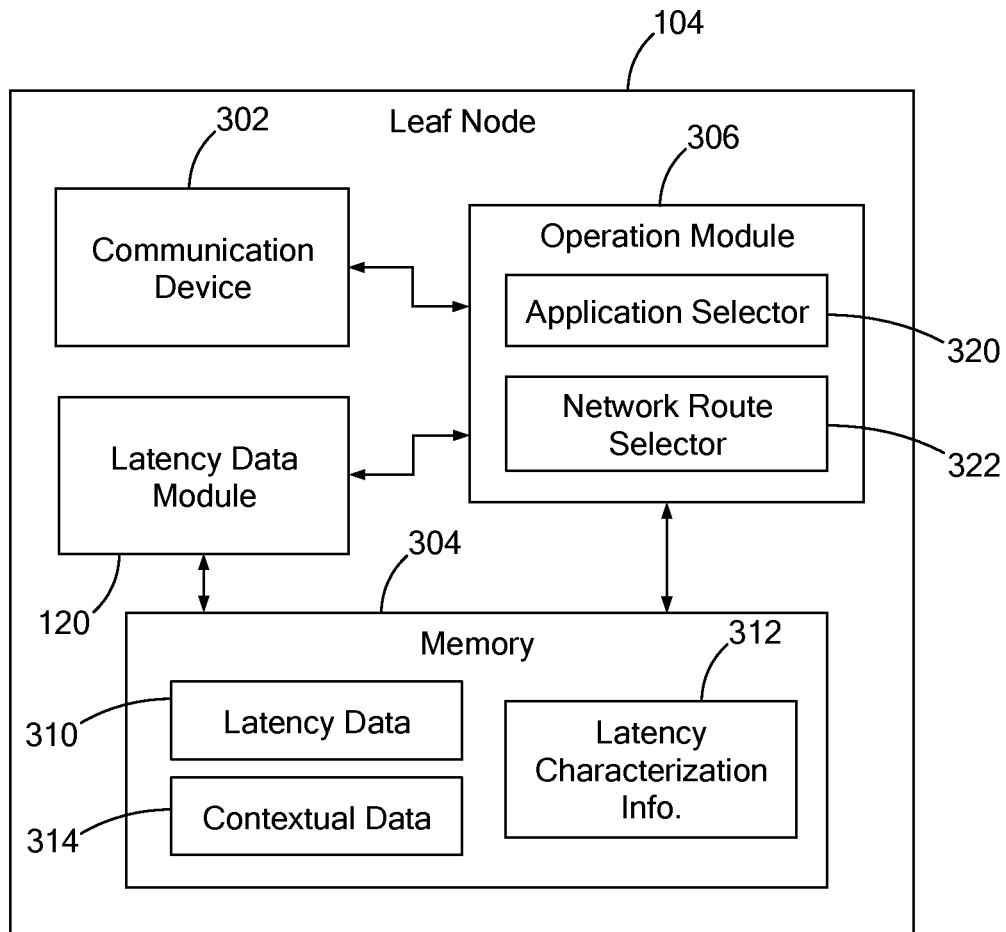 104
Leaf Node
302
Communication
Device
306
Operation Module
Application Selector
320
Network Route
Selector
322
Latency Data
Module
120
304
Memory
310
Latency Data
312
Latency
Characterization
Info.
314
Contextual Data